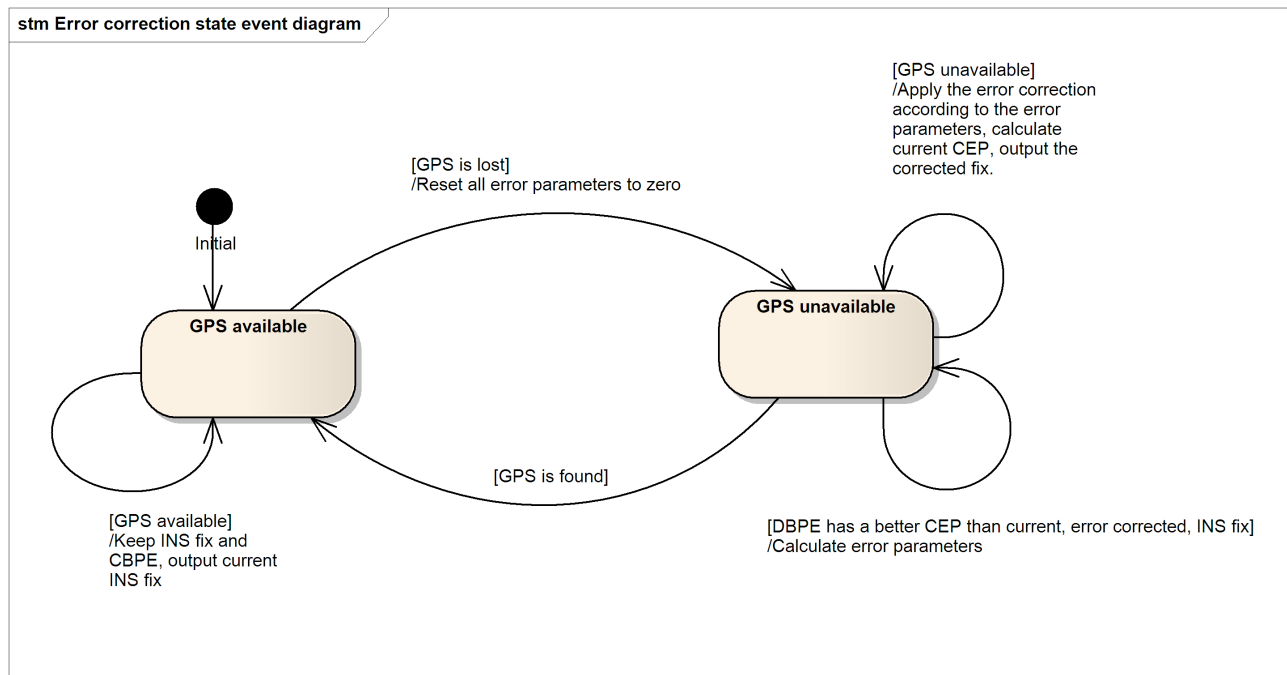 stm Error correction state event diagram
[GPS unavailable]
/Apply the error correction
according to the error
parameters, calculate
current CEP, output the
corrected fix.
[GPS is lost]
/Reset all error parameters to zero
Initial
GPS available
GPS unavailable
[GPS is found]
[GPS available]
/Keep INS fix and
CBPE, output current
INS fix
[DBPE has a better CEP than current, error corrected, INS fix]
/Calculate error parameters